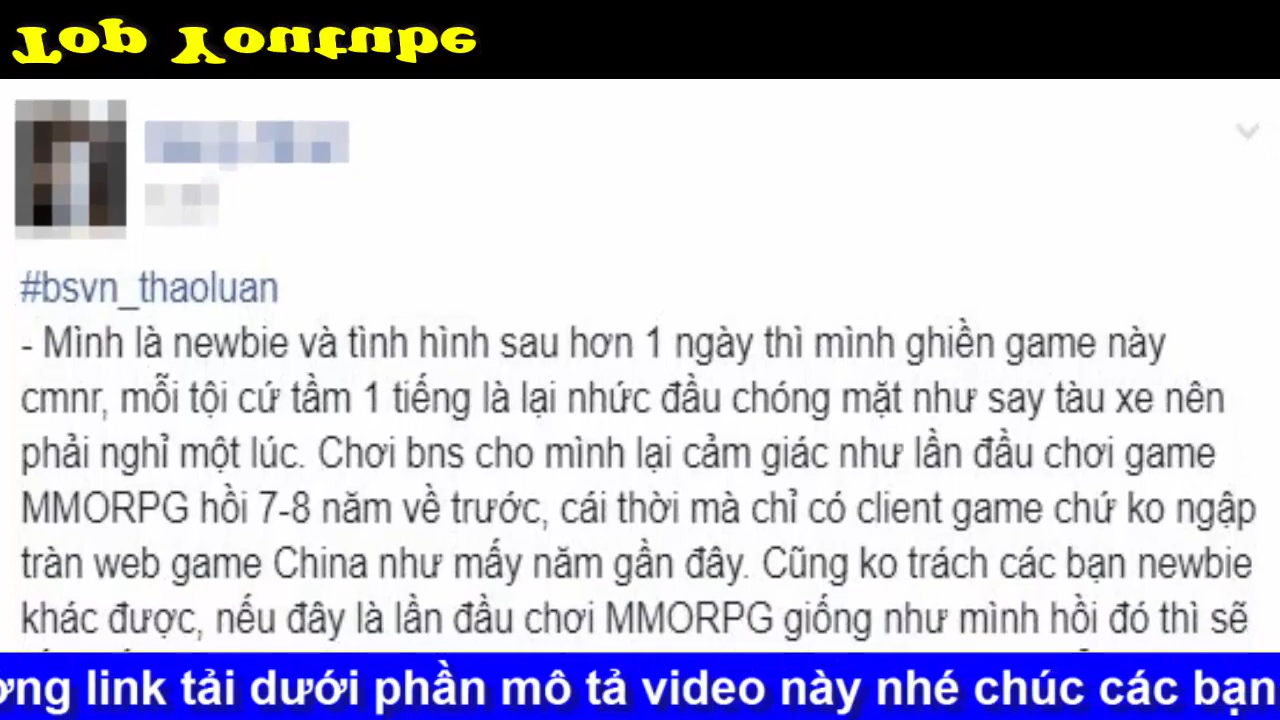 Top Youtube
#bsvn_thaoluan
- Mình là newbie và tình hình sau hơn 1 ngày thì mình ghiền game này
cmnr, mỗi tội cứ tầm 1 tiếng là lại nhức đầu chóng mặt như say tàu xe nên
phải nghỉ một lúc. Chơi bns cho mình lại cảm giác như lần đầu chơi game
MMORPG hồi 7-8 năm về trước, cái thời mà chỉ có client game chứ ko ngập
tràn web game China như mấy năm gần đây. Cũng ko trách các bạn newbie
khác được, nếu đây là lần đầu chơi MMORPG giống như mình hồi đó thì sẽ
link tải dưới phần mô tả video này nhé chúc các bạn